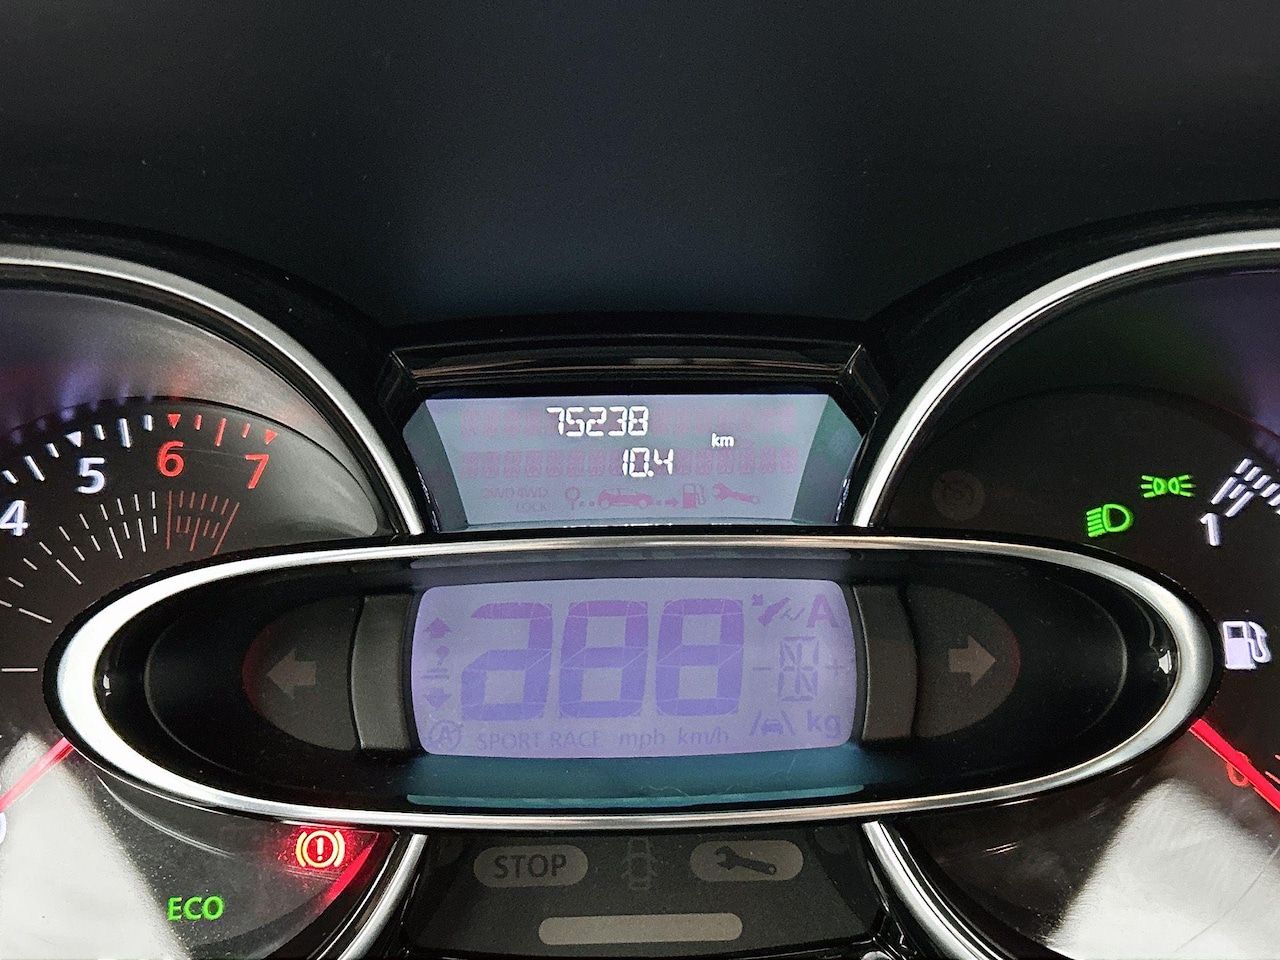 75238
km
10.4
4 5 6 7
1
2WD 4WD
LOCK
A
- +
A
SPORT RACE mph km/h
kg
STOP
ECO